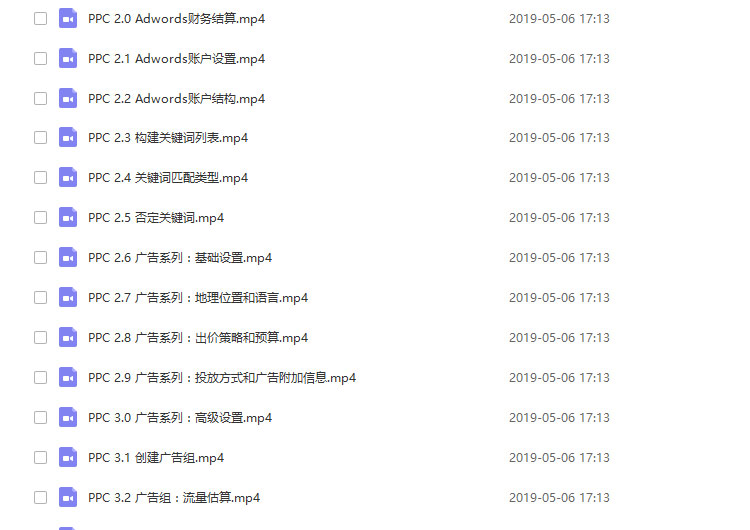 PPC 2.0 Adwords财务结算.mp4 2019-05-06 17:13
PPC 2.1 Adwords账户设置.mp4 2019-05-06 17:13
PPC 2.2 Adwords账户结构.mp4 2019-05-06 17:13
PPC 2.3 构建关键词列表.mp4 2019-05-06 17:13
PPC 2.4 关键词匹配类型.mp4 2019-05-06 17:13
PPC 2.5 否定关键词.mp4 2019-05-06 17:13
PPC 2.6 广告系列：基础设置.mp4 2019-05-06 17:13
PPC 2.7 广告系列：地理位置和语言.mp4 2019-05-06 17:13
PPC 2.8 广告系列：出价策略和预算.mp4 2019-05-06 17:13
PPC 2.9 广告系列：投放方式和广告附加信息.mp4 2019-05-06 17:13
PPC 3.0 广告系列：高级设置.mp4 2019-05-06 17:13
PPC 3.1 创建广告组.mp4 2019-05-06 17:13
PPC 3.2 广告组：流量估算.mp4 2019-05-06 17:13